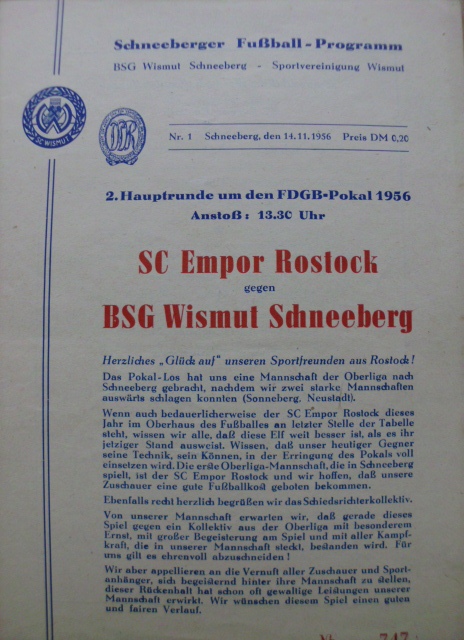 Schneeberger Fußball-Programm
BSG Wismut Schneeberg - Sportvereinigung Wismut
SC WISMUT
Nr. 1 Schneeberg, den 14.11.1956 Preis DM 0,20
2. Hauptrunde um den FDGB-Pokal 1956
Anstoß: 13.30 Uhr
SC Empor Rostock
gegen
BSG Wismut Schneeberg
Herzliches „Glück auf" unseren Sportfreunden aus Rostock!
Das Pokal-Los hat uns eine Mannschaft der Oberliga nach
Schneeberg gebracht, nachdem wir zwei starke Mannschaften
auswärts schlagen konnten (Sonneberg, Neustadt).
Wenn auch bedauerlicherweise der SC Empor Rostock dieses
Jahr im Oberhaus des Fußballes an letzter Stelle der Tabelle
steht, wissen wir alle, daß diese Elf weit besser ist, als es ihr
jetziger Stand ausweist. Wissen, daß unser heutiger Gegner
seine Technik, sein Können, in der Erringung des Pokals voll
einsetzen wird. Die erste Oberliga-Mannschaft, die in Schneeberg
spielt, ist der SC Empor Rostock und wir hoffen, daß unsere
Zuschauer eine gute Fußballkost geboten bekommen.
Ebenfalls recht herzlich begrüßen wir das Schiedsrichterkollektiv.
Von unserer Mannschaft erwarten wir, daß gerade dieses
Spiel gegen ein Kollektiv aus der Oberliga mit besonderem
Ernst, mit großer Begeisterung am Spiel und mit aller Kampf-
kraft, die in unserer Mannschaft steckt, bestanden wird. Für
uns gilt es ehrenvoll abzuschneiden!
Wir aber appellieren an die Vernuft aller Zuschauer und Sport-
anhänger, sich begeisternd hinter ihre Mannschaft zu stellen,
dieser Rückenhalt hat schon oft gewaltige Leistungen unserer
Mannschaft erwirkt. Wir wünschen diesem Spiel einen guten
und fairen Verlauf.